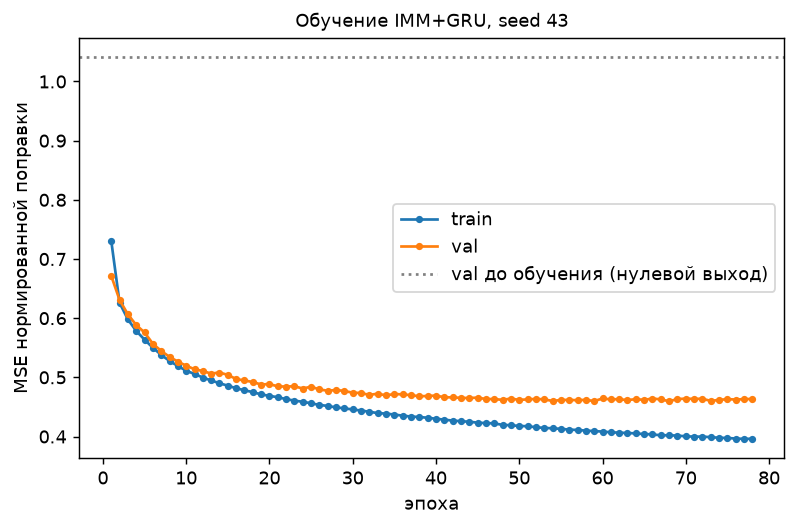 Обучение IMM+GRU, seed 43
MSE нормированной поправки
1.0
0.9
0.8
0.7
0.6
0.5
0.4
train
val
val до обучения (нулевой выход)
0 10 20 30 40 50 60 70 80
эпоха